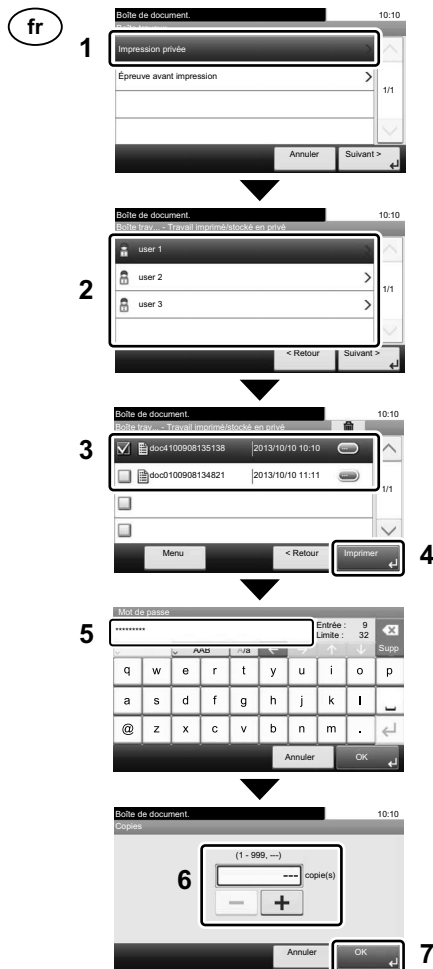 fr
Boîte de document. 10:10
1
Impression privée
Épreuve avant impression
1/1
Annuler Suivant >
Boîte de document. 10:10
Boîte trav... - Travail imprimé/stocké en privé
2
user 1
user 2
user 3
1/1
< Retour Suivant >
Boîte de document. 10:10
Boîte trav... - Travail imprimé/stocké en privé
3
doc4100908135138 2013/10/10 10:10
doc0100908134821 2013/10/10 11:11
1/1
Menu < Retour Imprimer 4
Mot de passe
5
********* Entrée : 9
Limite : 32
AAB A/a Supp
q w e r t y u i o p
a s d f g h j k l
@ z x c v b n m .
Annuler OK
Boîte de document. 10:10
Copies
(1 - 999, ---)
6
--- copie(s)
Annuler OK 7